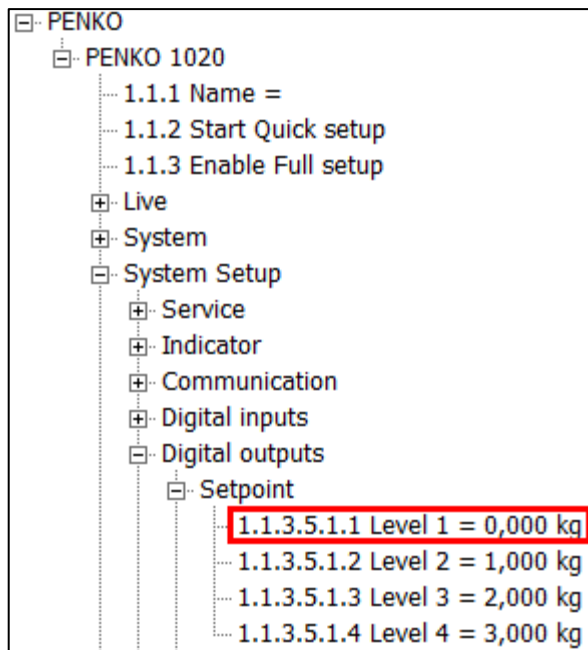 PENKO
PENKO 1020
1.1.1 Name =
1.1.2 Start Quick setup
1.1.3 Enable Full setup
Live
System
System Setup
Service
Indicator
Communication
Digital inputs
Digital outputs
Setpoint
1.1.3.5.1.1 Level 1 = 0,000 kg
1.1.3.5.1.2 Level 2 = 1,000 kg
1.1.3.5.1.3 Level 3 = 2,000 kg
1.1.3.5.1.4 Level 4 = 3,000 kg